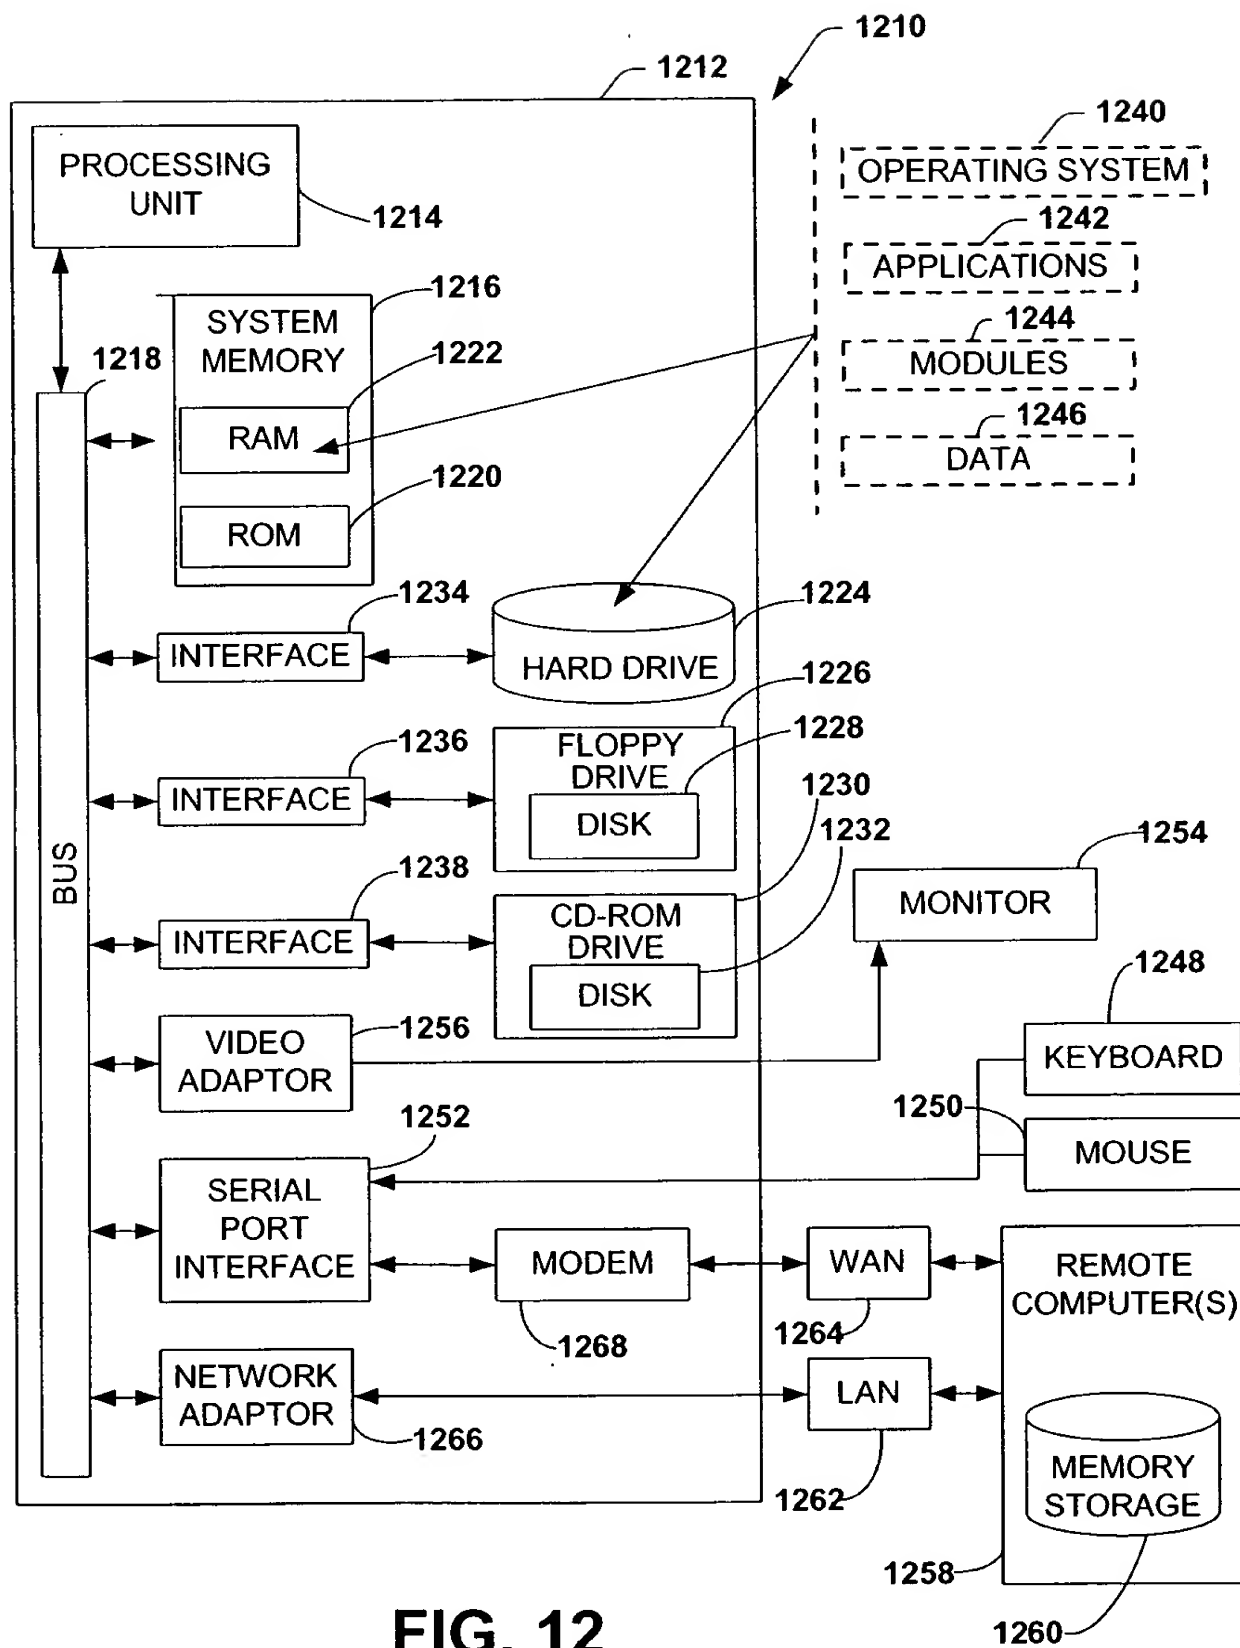 1210
1212
PROCESSING
UNIT
1214
1240
OPERATING SYSTEM
1242
APPLICATIONS
1244
MODULES
1246
DATA
1216
SYSTEM
MEMORY
1218
1222
RAM
1220
ROM
1234
INTERFACE
1224
HARD DRIVE
1226
1236
INTERFACE
FLOPPY
DRIVE
1228
DISK
1230
1232
BUS
1238
INTERFACE
CD-ROM
DRIVE
DISK
1254
MONITOR
1256
VIDEO
ADAPTOR
1248
KEYBOARD
1250
MOUSE
1252
SERIAL
PORT
INTERFACE
MODEM
1268
WAN
1264
REMOTE
COMPUTER(S)
NETWORK
ADAPTOR
1266
LAN
1262
MEMORY
STORAGE
1258
1260
FIG. 12